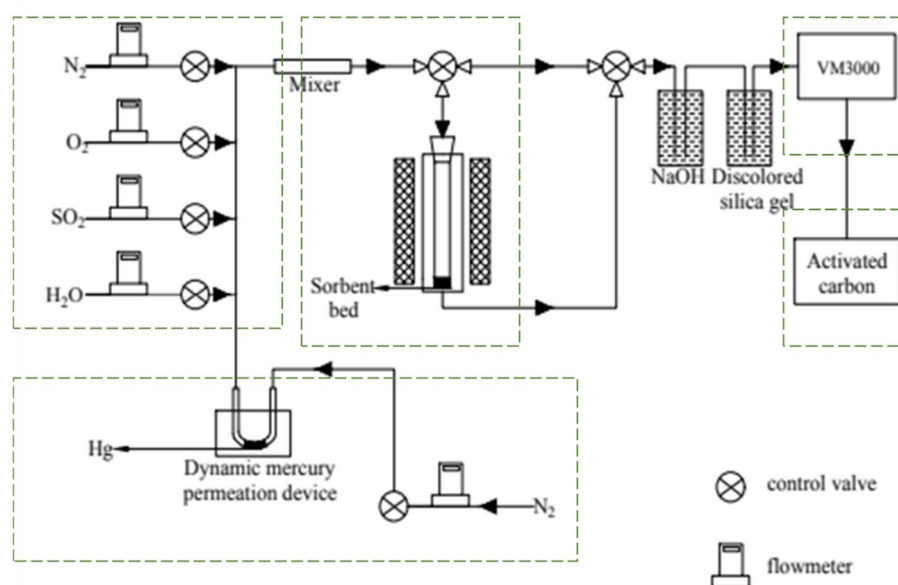 N₂
O₂
SO₂
H₂O
Mixer
Sorbent
bed
NaOH
Discolored
silica gel
VM3000
Activated
carbon
Hg
Dynamic mercury
permeation device
N₂
control valve
flowmeter